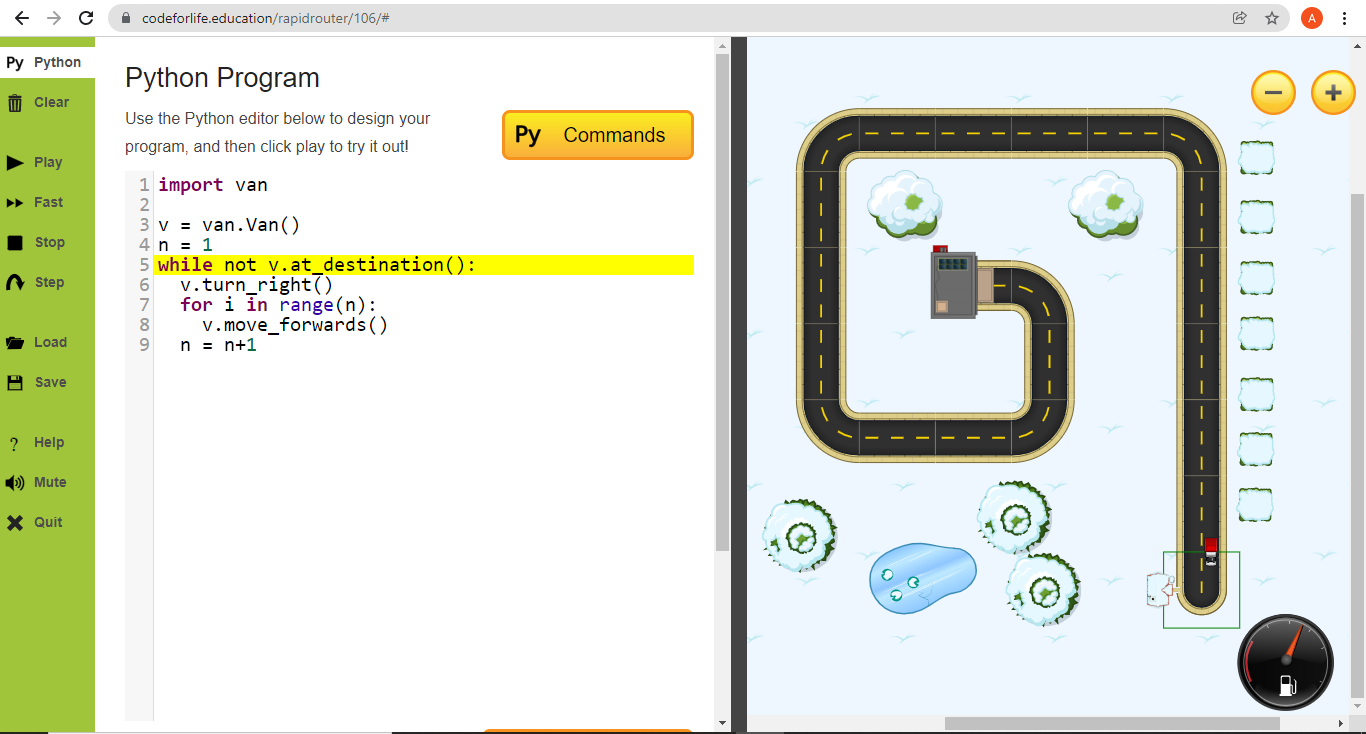 codeforlife.education/rapidrouter/106/#
A
Py Python
Clear
Play
Fast
Stop
Step
Load
Save
? Help
Mute
Quit
Python Program
Use the Python editor below to design your
program, and then click play to try it out!
Py Commands
1 import van
2
3 v = van.Van()
4 n = 1
5 while not v.at_destination():
6   v.turn_right()
7   for i in range(n):
8     v.move_forwards()
9   n = n+1